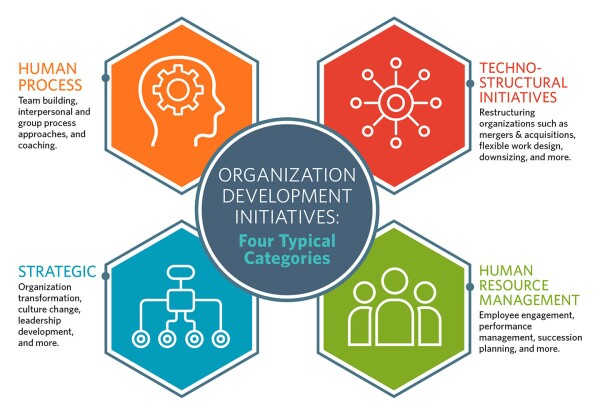 HUMAN
PROCESS
Team building,
interpersonal and
group process
approaches, and
coaching.
TECHNO-
STRUCTURAL
INITIATIVES
Restructuring
organizations such as
mergers & acquisitions,
flexible work design,
downsizing, and more.
ORGANIZATION
DEVELOPMENT
INITIATIVES:
Four Typical
Categories
STRATEGIC
Organization
transformation,
culture change,
leadership
development,
and more.
HUMAN
RESOURCE
MANAGEMENT
Employee engagement,
performance
management, succession
planning, and more.